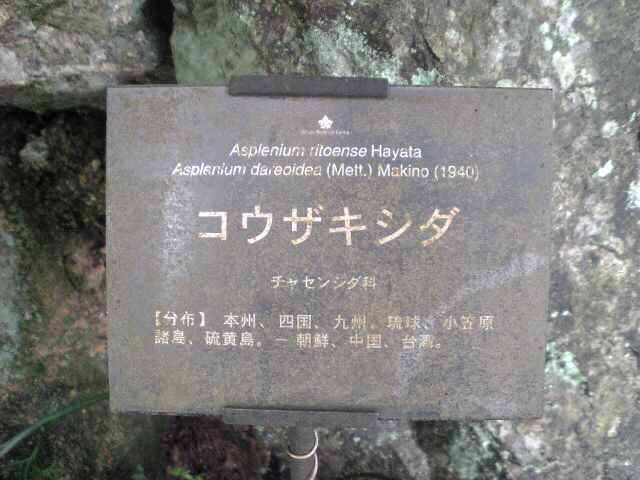 Asplenium ritoense Hayata
Asplenium dareoidea (Mett.) Makino (1940)
コウザキシダ
チャセンシダ科
【分布】 本州、四国、九州。琉球、小笠原
諸島、硫黄島。－朝鮮、中国、台湾。